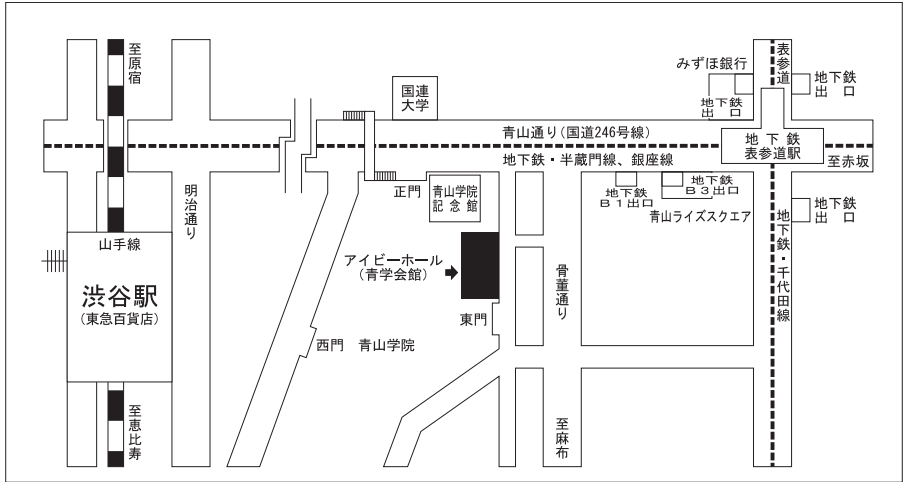 至原宿
明治通り
山手線
渋谷駅
(東急百貨店)
至恵比寿
国連
大学
青山通り(国道246号線)
地下鉄・半蔵門線、銀座線
正門
青山学院
記念館
アイビーホール
(青学会館)
東門
西門 青山学院
骨董通り
至麻布
みずほ銀行
地下鉄
出口
表参道
地下鉄
出口
地下鉄
表参道駅
至赤坂
地下鉄
B1出口
地下鉄
B3出口
青山ライズスクエア
地下鉄
出口
地下鉄・千代田線